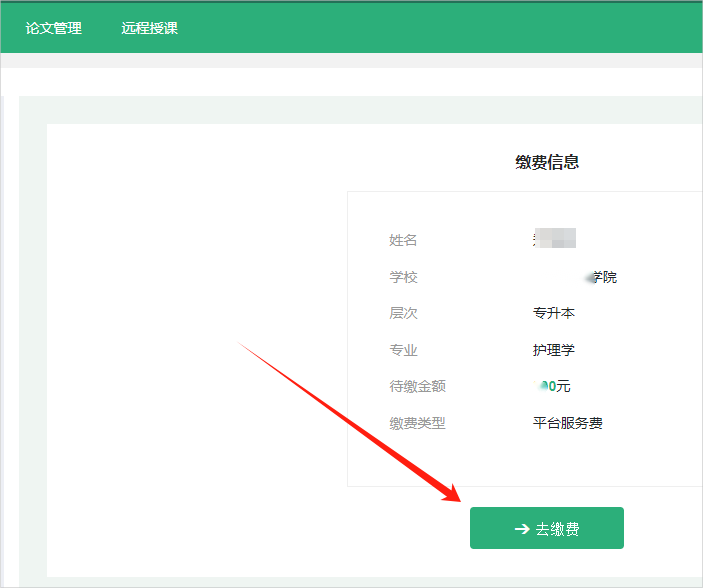 论文管理 远程授课
缴费信息
姓名
学校 学院
层次 专升本
专业 护理学
待缴金额 0元
缴费类型 平台服务费
➔ 去缴费